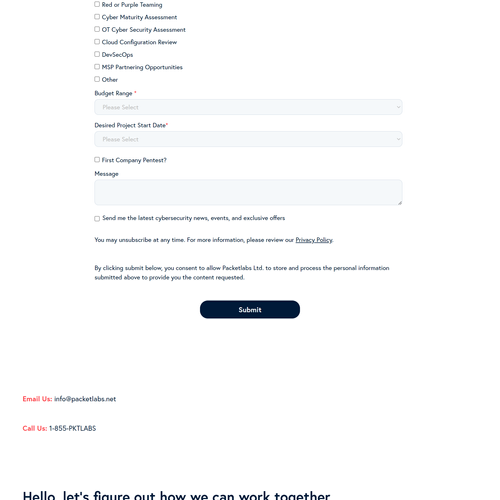 Red or Purple Teaming
Cyber Maturity Assessment
OT Cyber Security Assessment
Cloud Configuration Review
DevSecOps
MSP Partnering Opportunities
Other
Budget Range *
Please Select
Desired Project Start Date*
Please Select
First Company Pentest?
Message
Send me the latest cybersecurity news, events, and exclusive offers
You may unsubscribe at any time. For more information, please review our Privacy Policy.
By clicking submit below, you consent to allow Packetlabs Ltd. to store and process the personal information
submitted above to provide you the content requested.
Submit
Email Us: info@packetlabs.net
Call Us: 1-855-PKTLABS
Hello, let's figure out how we can work together